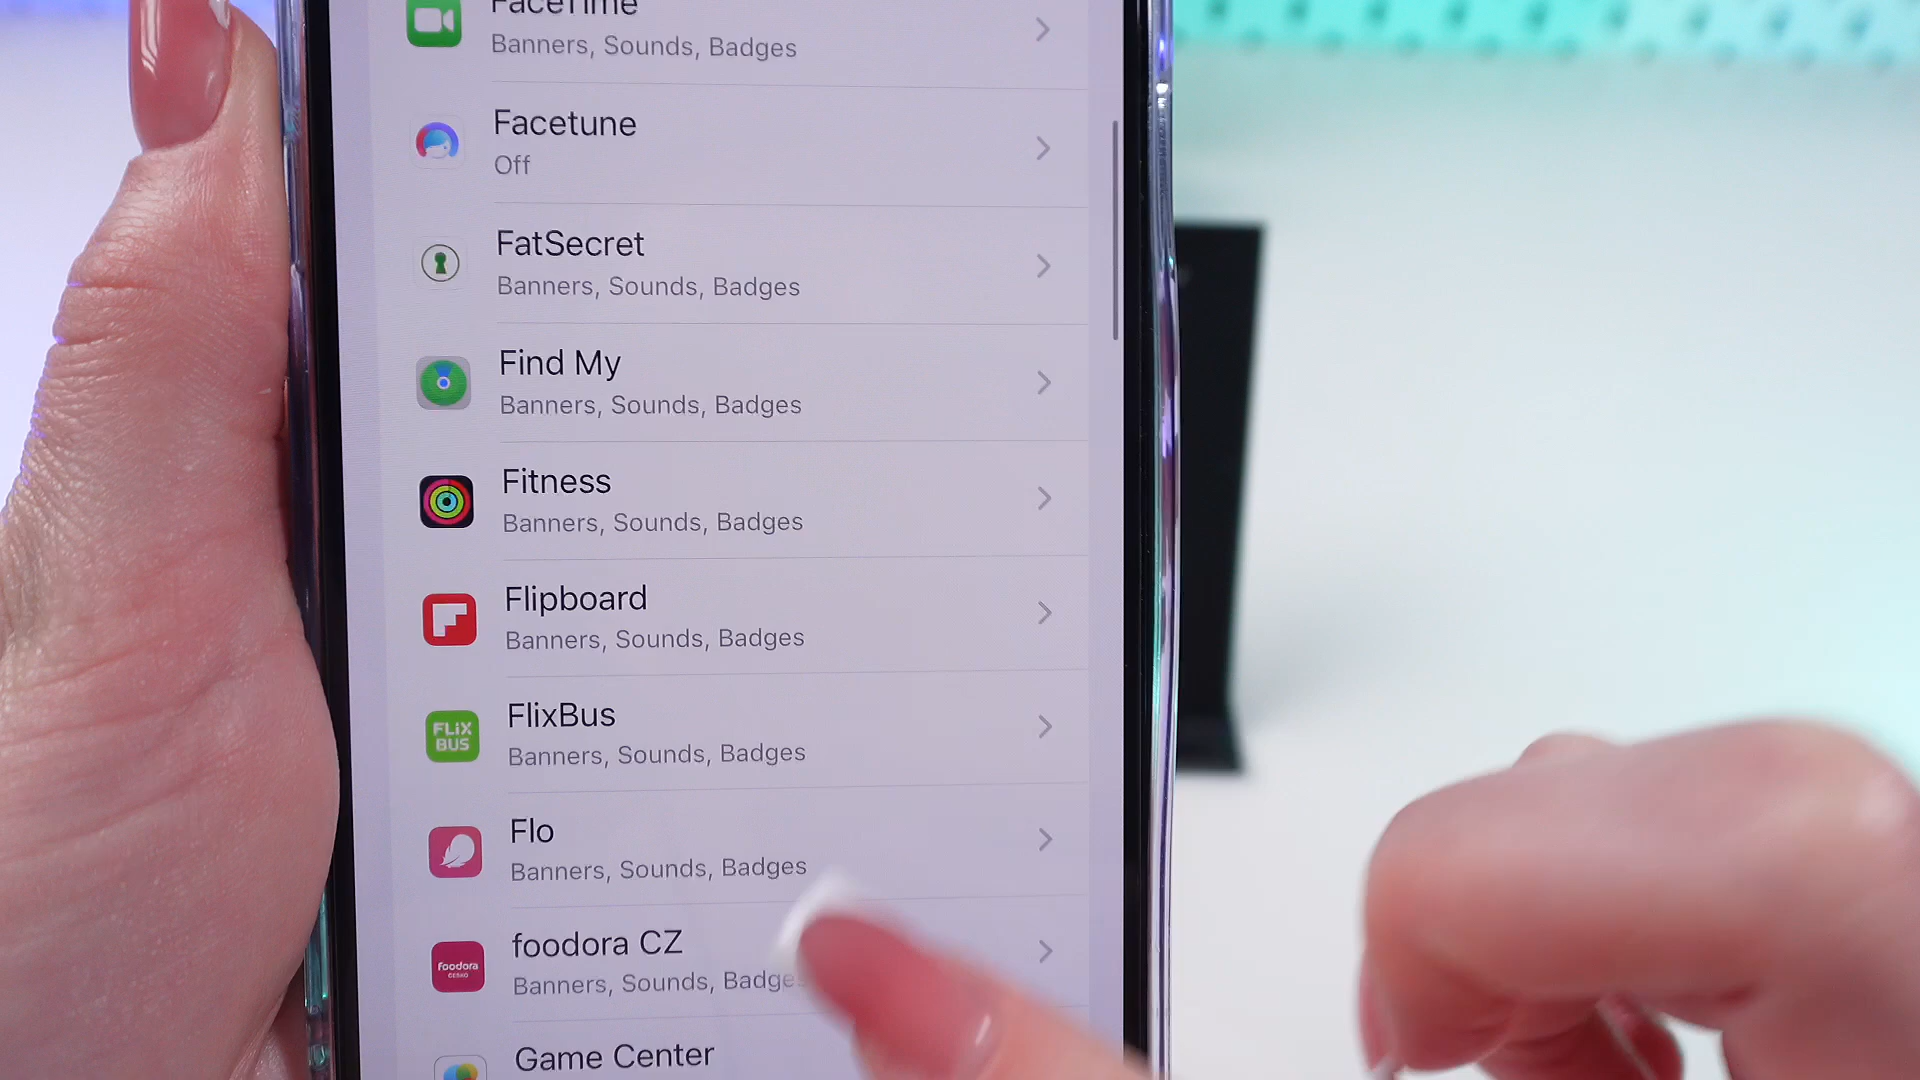 FaceTime
Banners, Sounds, Badges
Facetune
Off
FatSecret
Banners, Sounds, Badges
Find My
Banners, Sounds, Badges
Fitness
Banners, Sounds, Badges
Flipboard
Banners, Sounds, Badges
FLiX
BUS
FlixBus
Banners, Sounds, Badges
Flo
Banners, Sounds, Badges
foodora
ČESKO
foodora CZ
Banners, Sounds, Badge
Game Center